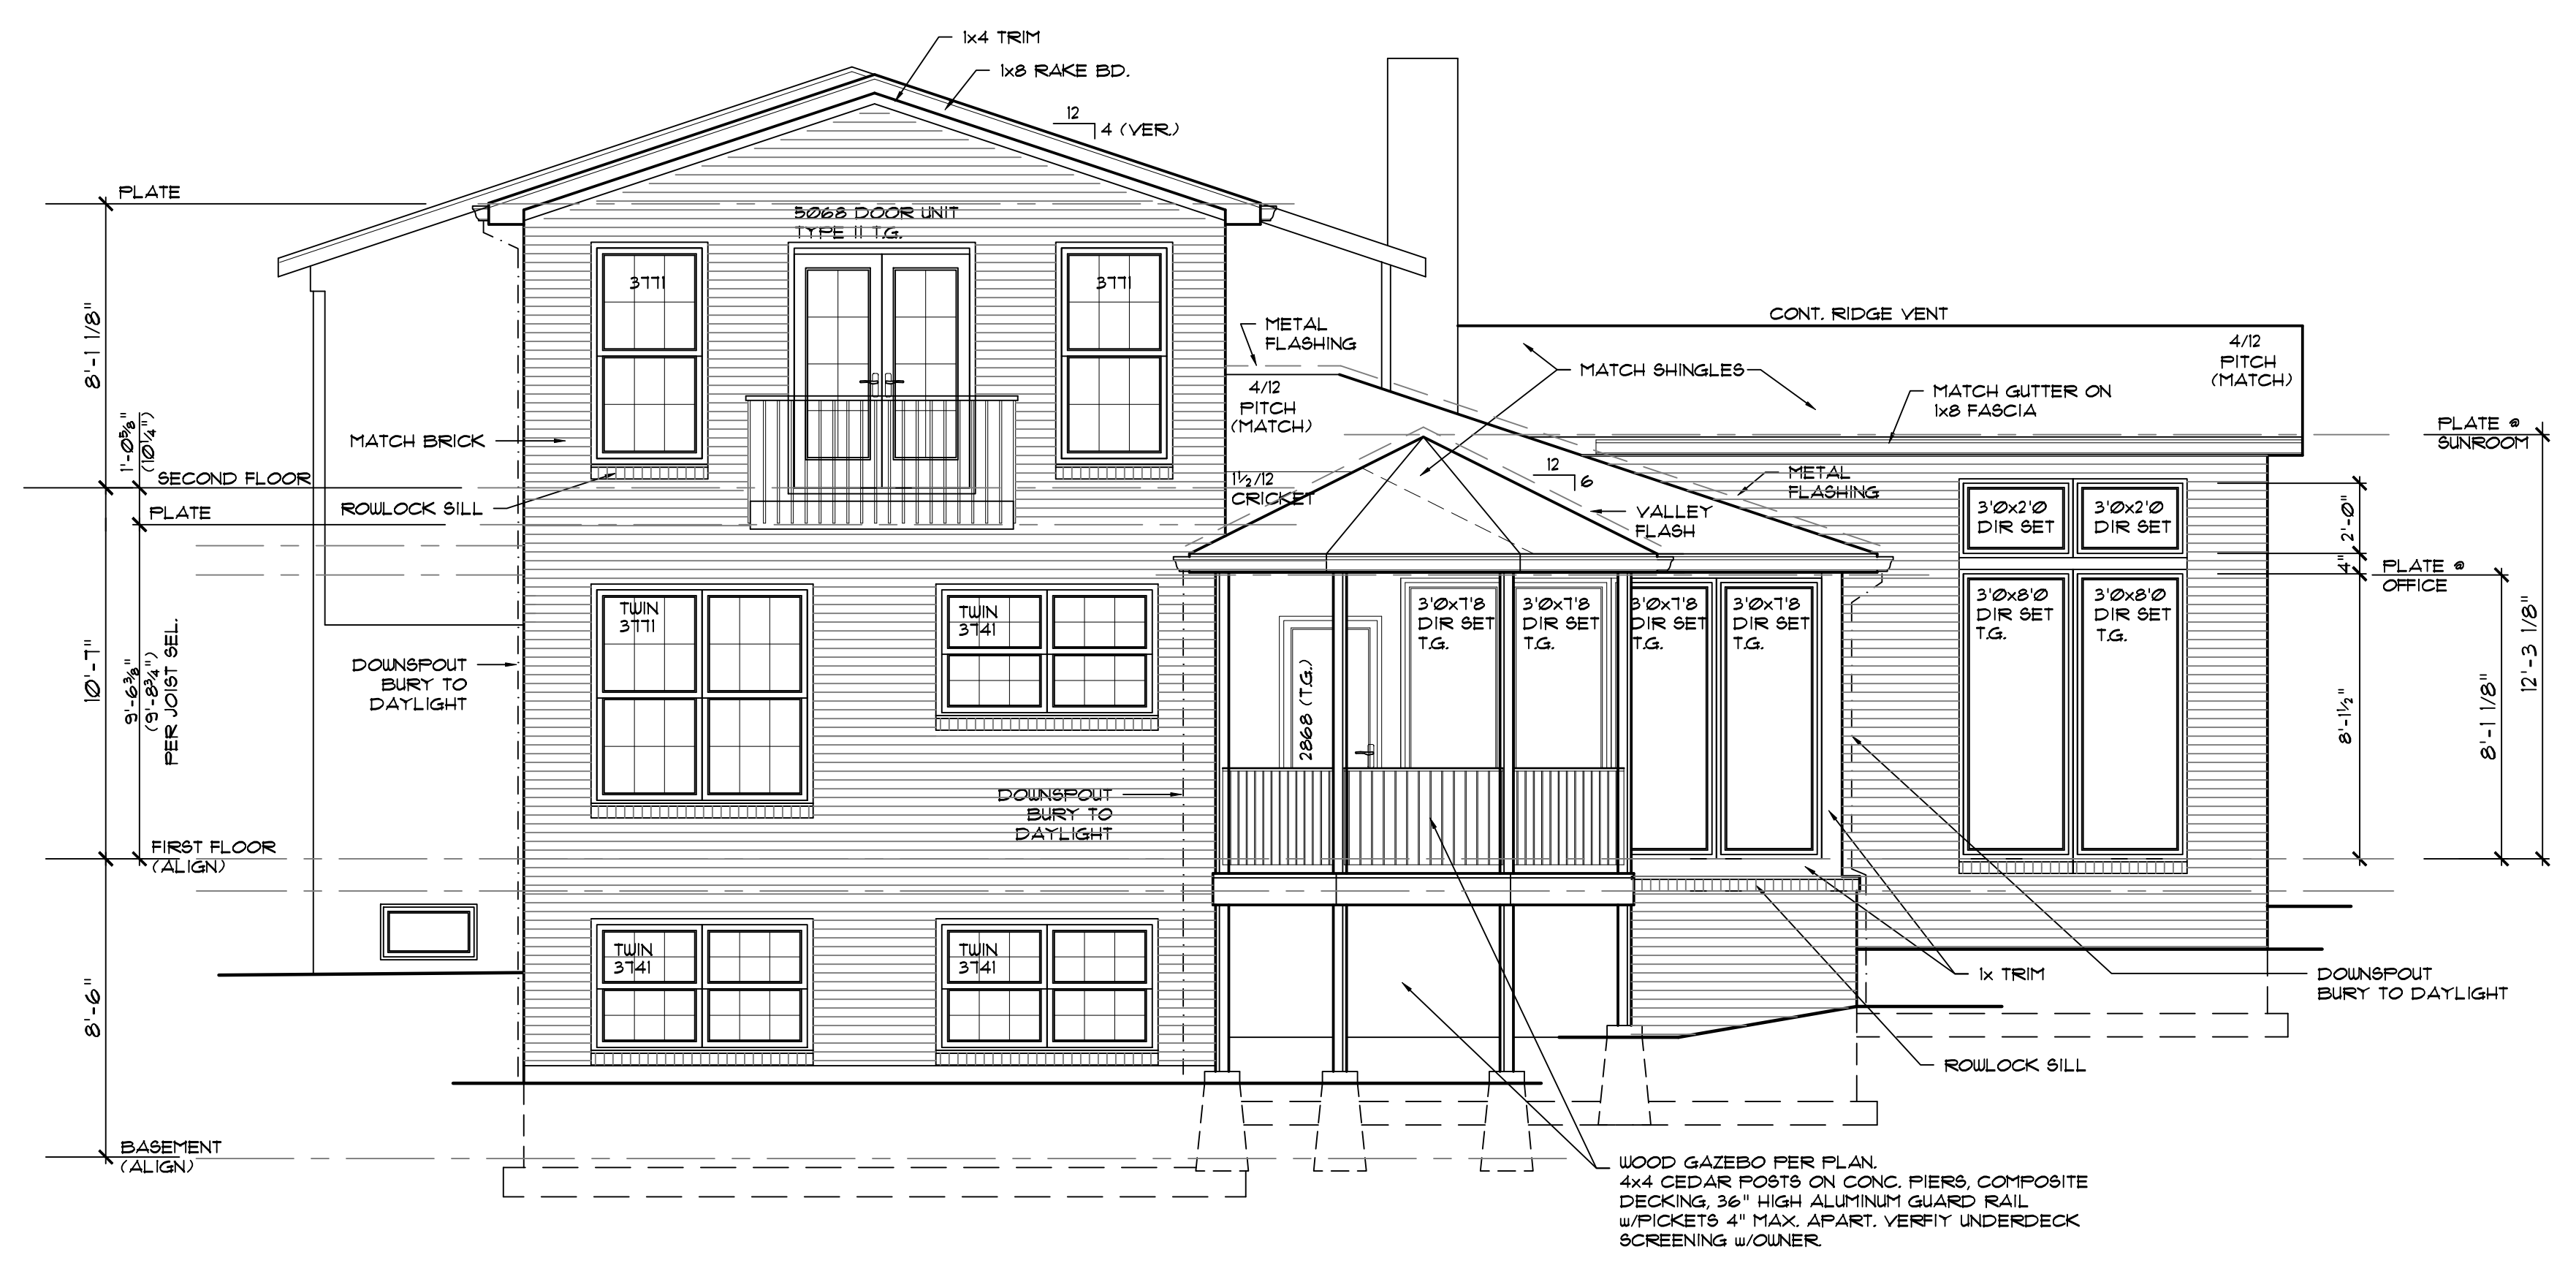 1x4 TRIM
1x8 RAKE BD.
12
4 (VER.)
PLATE
5068 DOOR UNIT
TYPE II T.G.
3771
3771
8'-1 1/8"
METAL
FLASHING
CONT. RIDGE VENT
4/12
PITCH
(MATCH)
MATCH SHINGLES
MATCH GUTTER ON
1x8 FASCIA
4/12
PITCH
(MATCH)
1'-0⅝"
(10¼")
MATCH BRICK
PLATE @
SUNROOM
SECOND FLOOR
ROWLOCK SILL
PLATE
1½/12
CRICKET
12
6
METAL
FLASHING
VALLEY
FLASH
3'0x2'0
DIR SET
3'0x2'0
DIR SET
2'-0"
4"
PLATE @
OFFICE
TWIN
3771
TWIN
3741
3'0x7'8
DIR SET
T.G.
3'0x7'8
DIR SET
T.G.
3'0x7'8
DIR SET
T.G.
3'0x7'8
DIR SET
T.G.
3'0x8'0
DIR SET
T.G.
3'0x8'0
DIR SET
T.G.
10'-7"
9'-6⅜"
(9'-8¾")
PER JOIST SEL.
DOWNSPOUT
BURY TO
DAYLIGHT
2868 (T.G.)
8'-1½"
8'-1 1/8"
12'-3 1/8"
DOWNSPOUT
BURY TO
DAYLIGHT
FIRST FLOOR
(ALIGN)
TWIN
3741
TWIN
3741
8'-6"
1x TRIM
DOWNSPOUT
BURY TO DAYLIGHT
ROWLOCK SILL
BASEMENT
(ALIGN)
WOOD GAZEBO PER PLAN.
4x4 CEDAR POSTS ON CONC. PIERS, COMPOSITE
DECKING, 36" HIGH ALUMINUM GUARD RAIL
w/PICKETS 4" MAX. APART. VERFIY UNDERDECK
SCREENING w/OWNER.